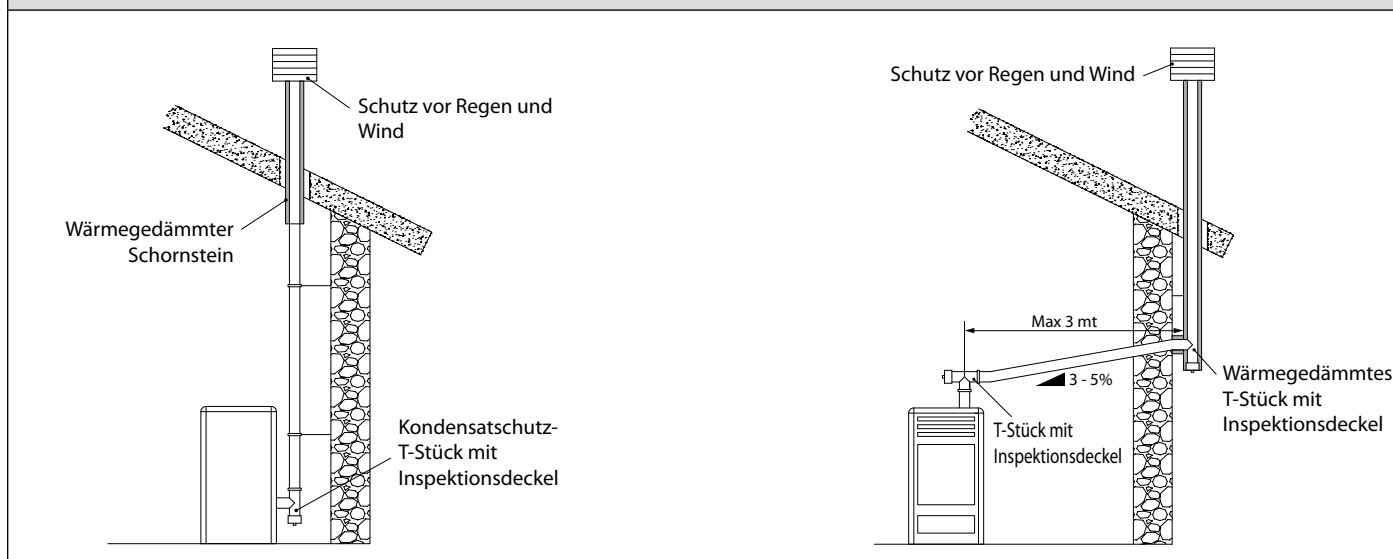 Schutz vor Regen und
Wind
Wärmegedämmter
Schornstein
Kondensatschutz-
T-Stück mit
Inspektionsdeckel
Schutz vor Regen und Wind
Max 3 mt
3 - 5%
T-Stück mit
Inspektionsdeckel
Wärmegedämmtes
T-Stück mit
Inspektionsdeckel